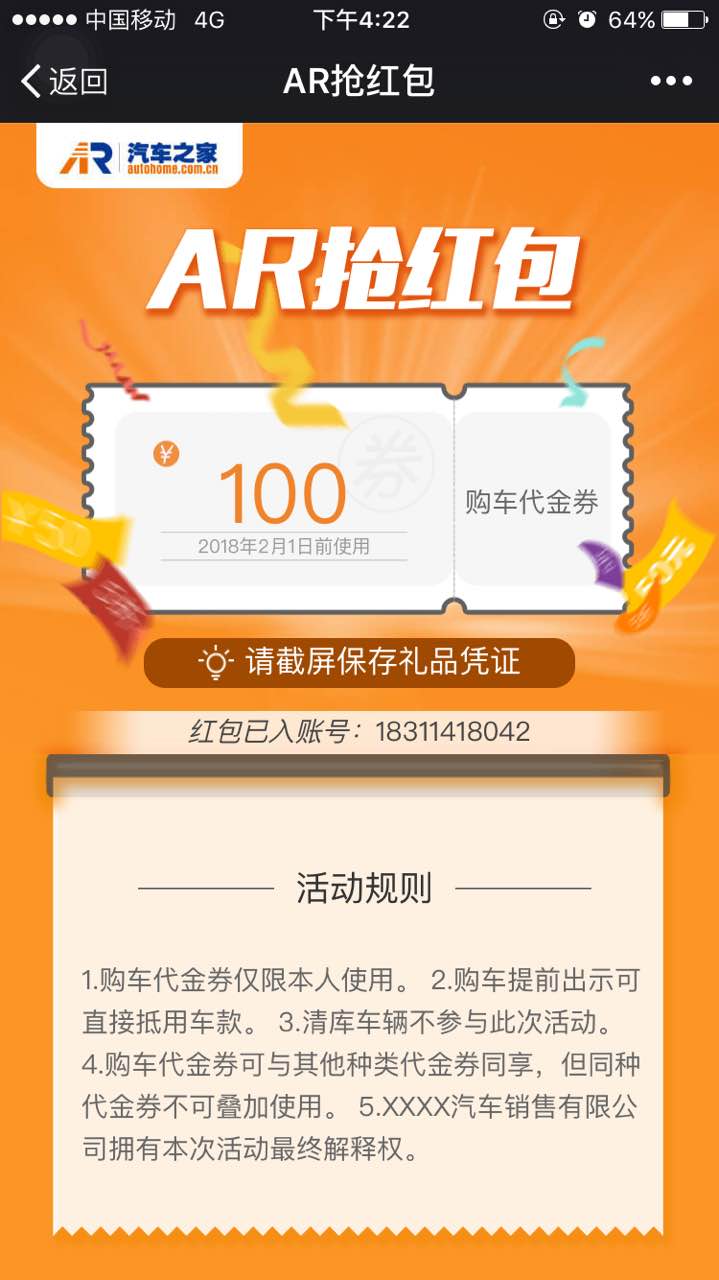 中国移动 4G 下午4:22 64%
返回 AR抢红包
AR 汽车之家
autohome.com.cn
AR抢红包
券
¥
100
购车代金券
2018年2月1日前使用
¥50
请截屏保存礼品凭证
红包已入账号：18311418042
活动规则
1.购车代金券仅限本人使用。 2.购车提前出示可
直接抵用车款。 3.清库车辆不参与此次活动。
4.购车代金券可与其他种类代金券同享，但同种
代金券不可叠加使用。 5.XXXX汽车销售有限公
司拥有本次活动最终解释权。